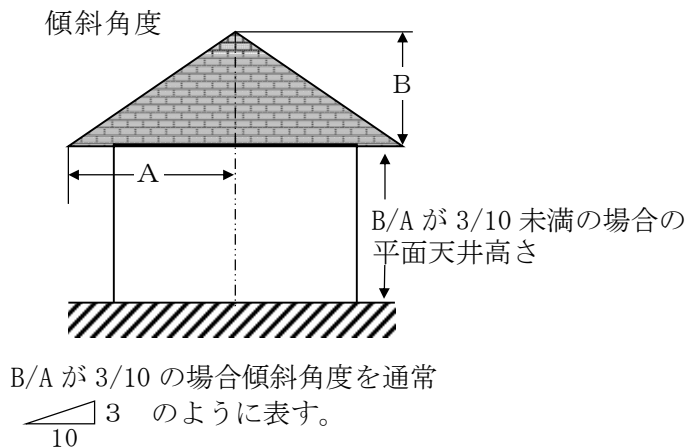 傾斜角度
B
A
B/A が 3/10 未満の場合の
平面天井高さ
B/A が 3/10 の場合傾斜角度を通常
3 のように表す。
10